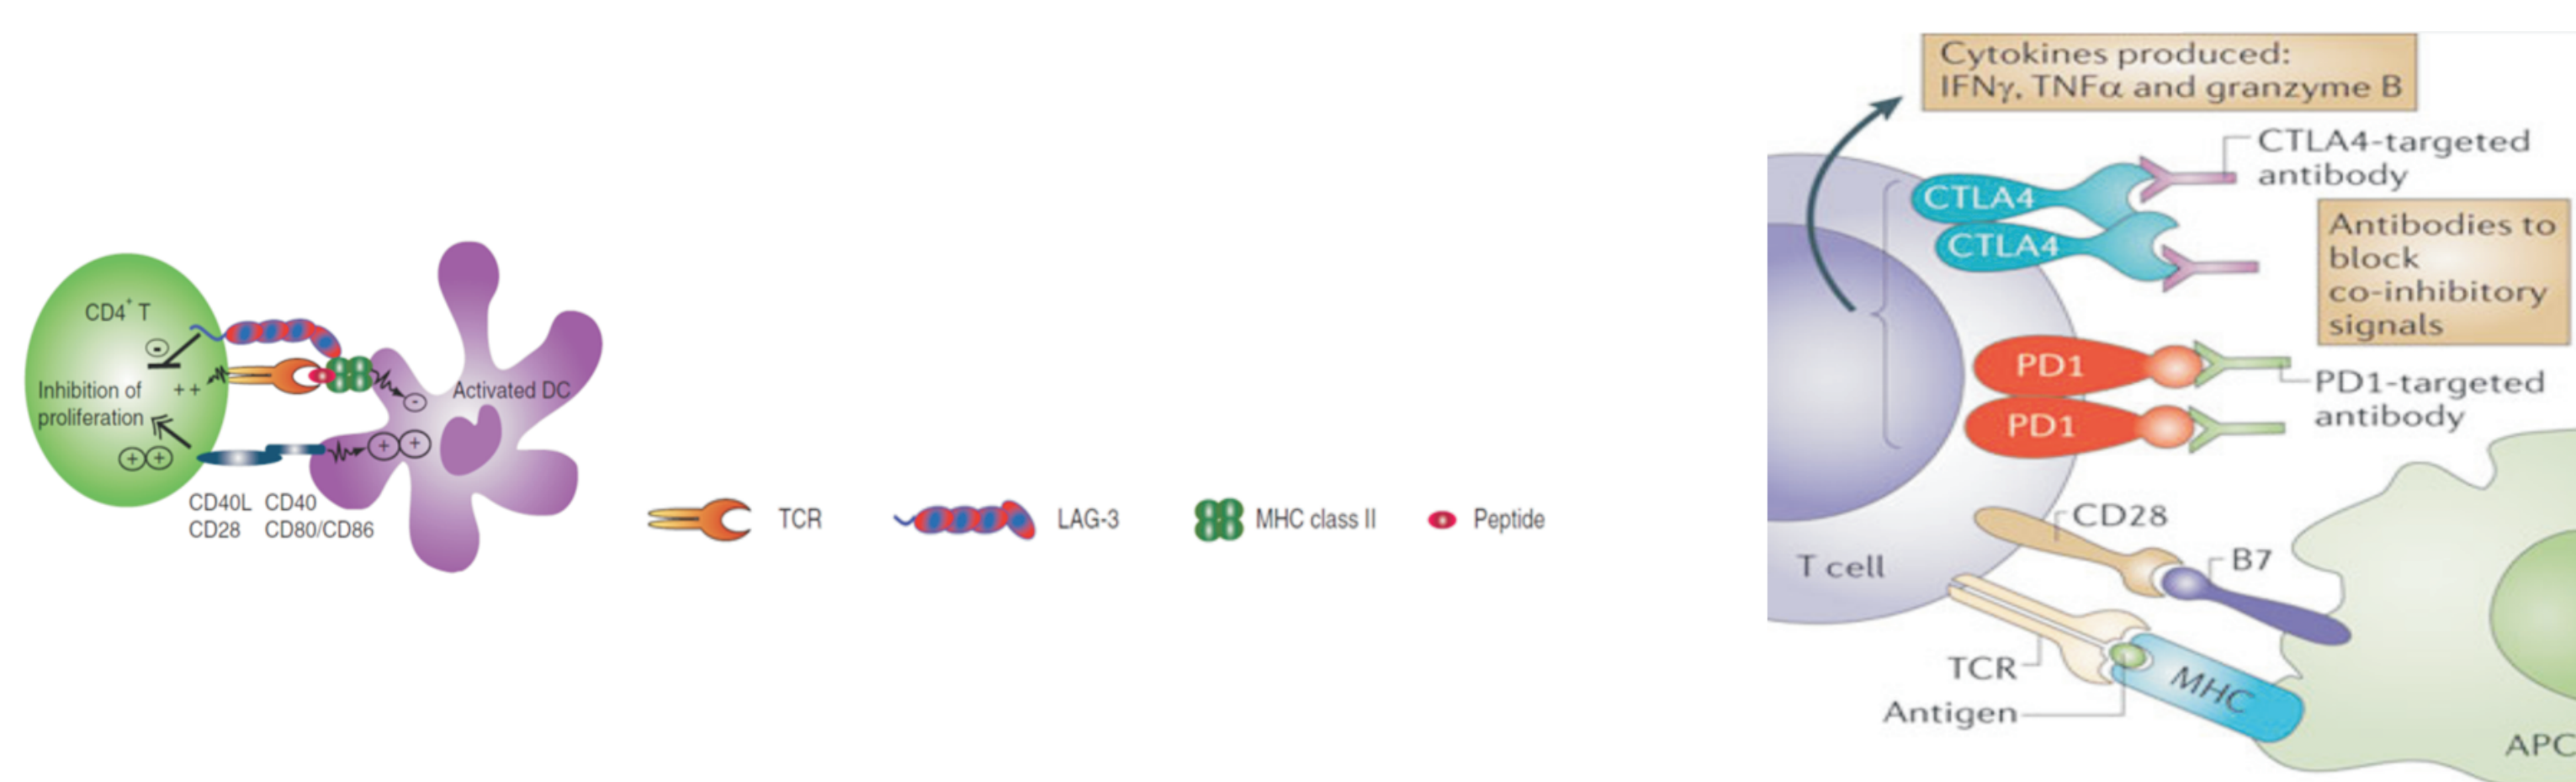 CD4+ T
-
Inhibition of
proliferation
++
-
Activated DC
++
++
CD40L CD40
CD28 CD80/CD86
TCR
LAG-3
MHC class II
Peptide
Cytokines produced:
IFNγ, TNFα and granzyme B
CTLA4-targeted
antibody
CTLA4
CTLA4
Antibodies to
block
co-inhibitory
signals
PD1
PD1
PD1-targeted
antibody
CD28
B7
T cell
TCR
Antigen
MHC
APC